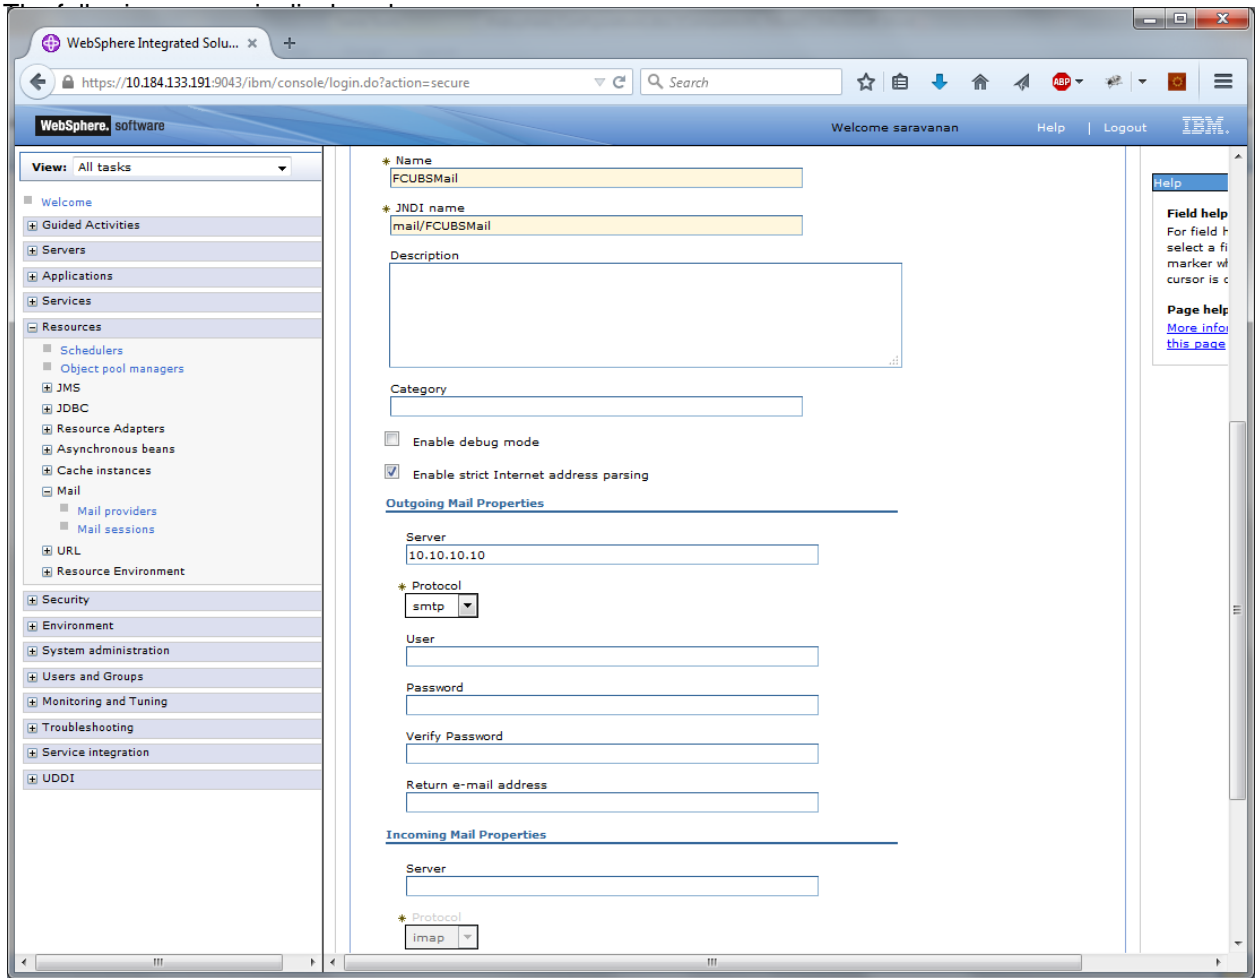 WebSphere Integrated Solu... × +
https://10.184.133.191:9043/ibm/console/login.do?action=secure
Search
ABP
WebSphere. software
Welcome saravanan
Help | Logout
IBM.
View: All tasks
Welcome
Guided Activities
Servers
Applications
Services
Resources
Schedulers
Object pool managers
JMS
JDBC
Resource Adapters
Asynchronous beans
Cache instances
Mail
Mail providers
Mail sessions
URL
Resource Environment
Security
Environment
System administration
Users and Groups
Monitoring and Tuning
Troubleshooting
Service integration
UDDI
* Name
FCUBSMail
* JNDI name
mail/FCUBSMail
Description
Category
Enable debug mode
Enable strict Internet address parsing
Outgoing Mail Properties
Server
10.10.10.10
* Protocol
smtp
User
Password
Verify Password
Return e-mail address
Incoming Mail Properties
Server
* Protocol
imap
Help
Field help
For field
select a
marker
cursor is
Page help
More
this page